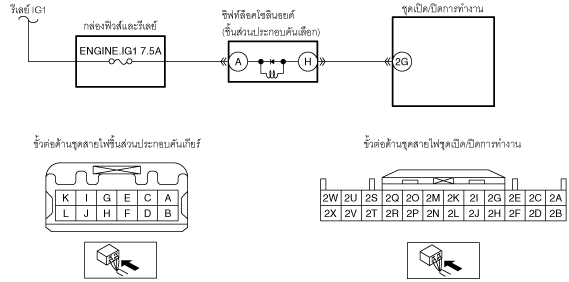 รีเลย์ IG1
กล่องฟิวส์และรีเลย์
ENGINE.IG1 7.5A
ชิฟท์ล็อคโซลินอยด์
(ชิ้นส่วนประกอบคันเลือก)
A
H
ชุดเปิด/ปิดการทำงาน
2G
ขั้วต่อด้านชุดสายไฟชิ้นส่วนประกอบคันเกียร์
K I G E C A
L J H F D B
ขั้วต่อด้านชุดสายไฟชุดเปิด/ปิดการทำงาน
2W 2U 2S 2Q 2O 2M 2K 2I 2G 2E 2C 2A
2X 2V 2T 2R 2P 2N 2L 2J 2H 2F 2D 2B